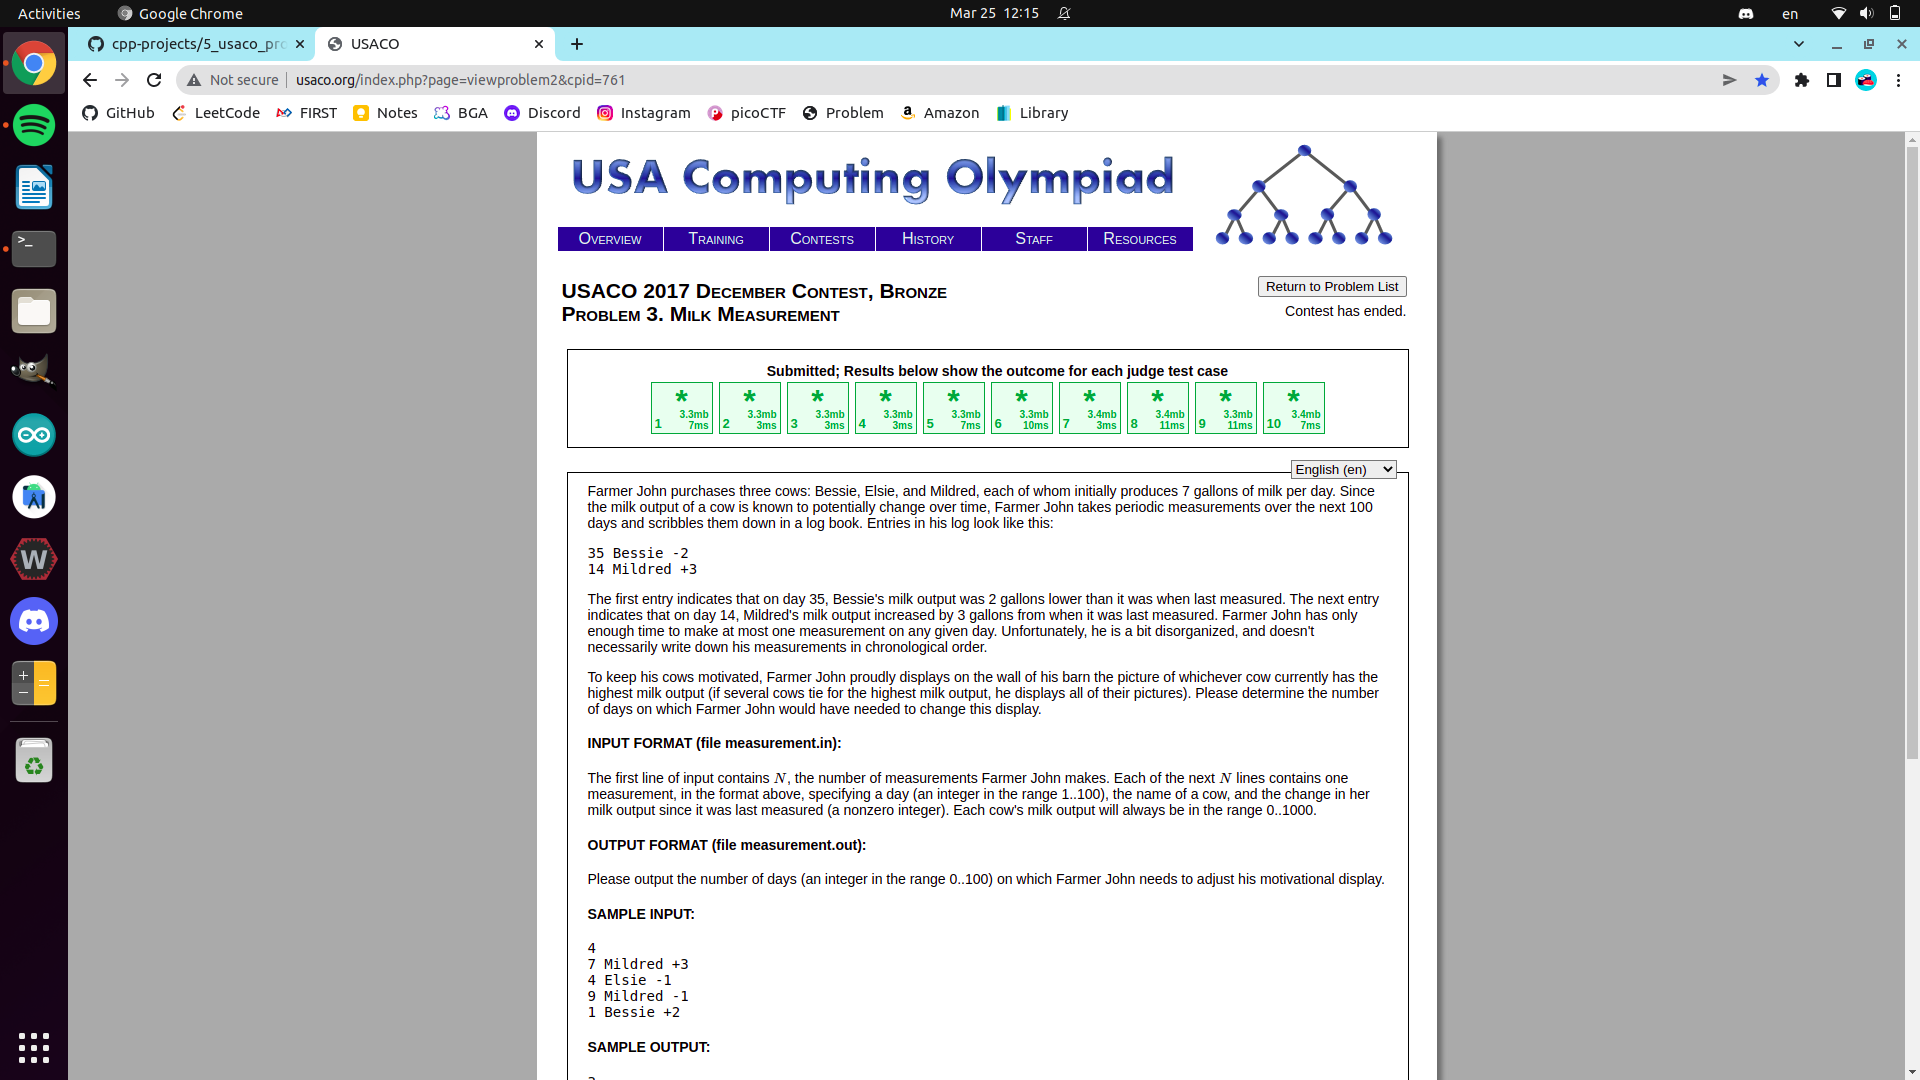 Activities
Google Chrome
Mar 25 12:15
en
cpp-projects/5_usaco_pro
USACO
Not secure
usaco.org/index.php?page=viewproblem2&cpid=761
GitHub
LeetCode
FIRST
Notes
BGA
Discord
Instagram
picoCTF
Problem
Amazon
Library
USA Computing Olympiad
Overview
Training
Contests
History
Staff
Resources
USACO 2017 December Contest, Bronze
Problem 3. Milk Measurement
Return to Problem List
Contest has ended.
Submitted; Results below show the outcome for each judge test case
* 3.3mb 1 7ms
* 3.3mb 2 3ms
* 3.3mb 3 3ms
* 3.3mb 4 3ms
* 3.3mb 5 7ms
* 3.3mb 6 10ms
* 3.4mb 7 3ms
* 3.4mb 8 11ms
* 3.3mb 9 11ms
* 3.4mb 10 7ms
English (en)
Farmer John purchases three cows: Bessie, Elsie, and Mildred, each of whom initially produces 7 gallons of milk per day. Since
the milk output of a cow is known to potentially change over time, Farmer John takes periodic measurements over the next 100
days and scribbles them down in a log book. Entries in his log look like this:
35 Bessie -2
14 Mildred +3
The first entry indicates that on day 35, Bessie's milk output was 2 gallons lower than it was when last measured. The next entry
indicates that on day 14, Mildred's milk output increased by 3 gallons from when it was last measured. Farmer John has only
enough time to make at most one measurement on any given day. Unfortunately, he is a bit disorganized, and doesn't
necessarily write down his measurements in chronological order.
To keep his cows motivated, Farmer John proudly displays on the wall of his barn the picture of whichever cow currently has the
highest milk output (if several cows tie for the highest milk output, he displays all of their pictures). Please determine the number
of days on which Farmer John would have needed to change this display.
INPUT FORMAT (file measurement.in):
The first line of input contains N, the number of measurements Farmer John makes. Each of the next N lines contains one
measurement, in the format above, specifying a day (an integer in the range 1..100), the name of a cow, and the change in her
milk output since it was last measured (a nonzero integer). Each cow's milk output will always be in the range 0..1000.
OUTPUT FORMAT (file measurement.out):
Please output the number of days (an integer in the range 0..100) on which Farmer John needs to adjust his motivational display.
SAMPLE INPUT:
4
7 Mildred +3
4 Elsie -1
9 Mildred -1
1 Bessie +2
SAMPLE OUTPUT: